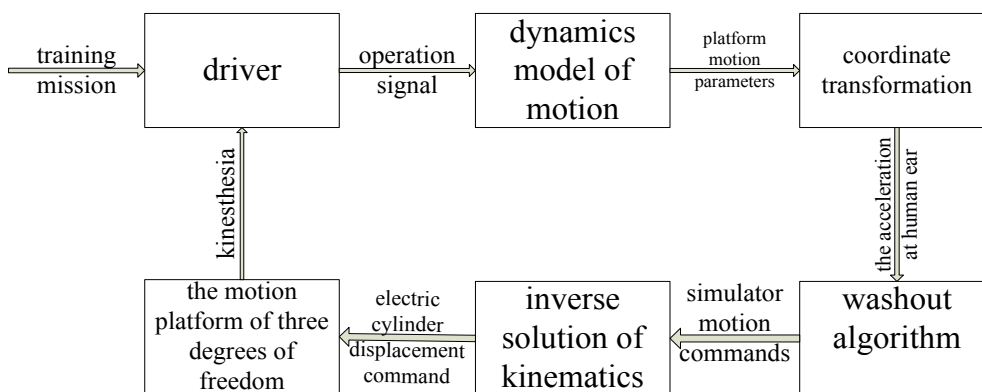 training
mission
driver
operation
signal
dynamics
model of
motion
platform
motion
parameters
coordinate
transformation
the acceleration
at human ear
washout
algorithm
simulator
motion
commands
inverse
solution of
kinematics
electric
cylinder
displacement
command
the motion
platform of three
degrees of
freedom
kinesthesia